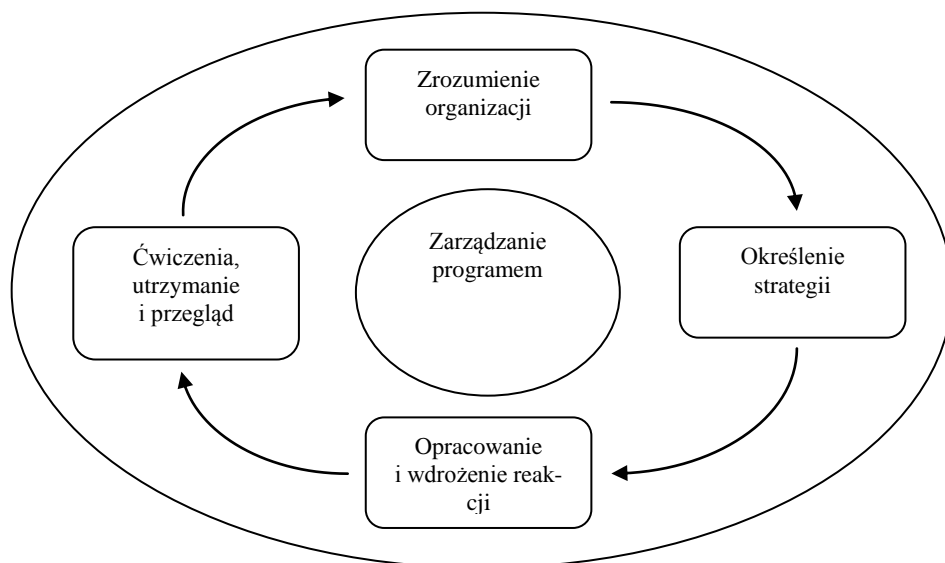 Zrozumienie
organizacji
Ćwiczenia,
utrzymanie
i przegląd
Zarządzanie
programem
Określenie
strategii
Opracowanie
i wdrożenie reak-
cji